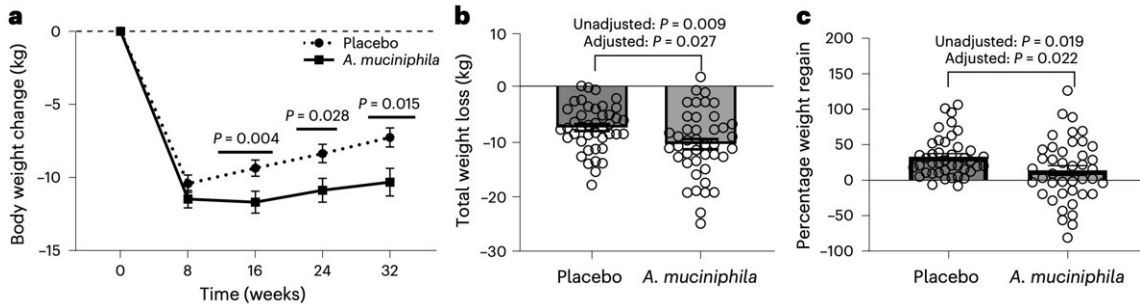 a
Body weight change (kg)
0
−5
−10
−15
Placebo
A. muciniphila
P = 0.004
P = 0.028
P = 0.015
0
8
16
24
32
Time (weeks)
b
Total weight loss (kg)
10
0
−10
−20
−30
Unadjusted: P = 0.009
Adjusted: P = 0.027
Placebo
A. muciniphila
c
Percentage weight regain
200
150
100
50
0
−50
−100
Unadjusted: P = 0.019
Adjusted: P = 0.022
Placebo
A. muciniphila